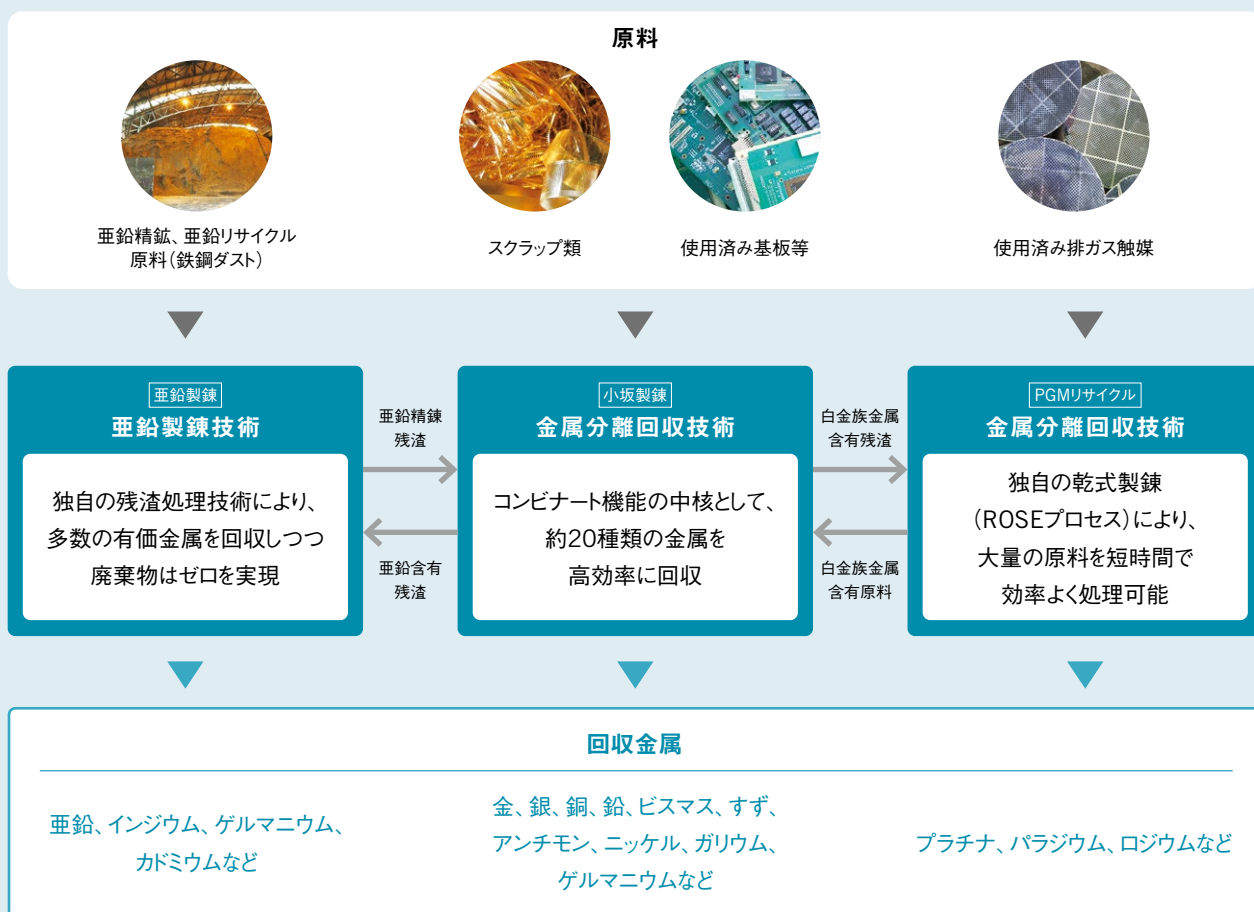 原料
亜鉛精鉱、亜鉛リサイクル
原料（鉄鋼ダスト）
スクラップ類
使用済み基板等
使用済み排ガス触媒
亜鉛製錬
亜鉛製錬技術
独自の残渣処理技術により、
多数の有価金属を回収しつつ
廃棄物はゼロを実現
亜鉛精錬
残渣
亜鉛含有
残渣
小坂製錬
金属分離回収技術
コンビナート機能の中核として、
約20種類の金属を
高効率に回収
白金族金属
含有残渣
白金族金属
含有原料
PGMリサイクル
金属分離回収技術
独自の乾式製錬
（ROSEプロセス）により、
大量の原料を短時間で
効率よく処理可能
回収金属
亜鉛、インジウム、ゲルマニウム、
カドミウムなど
金、銀、銅、鉛、ビスマス、すず、
アンチモン、ニッケル、ガリウム、
ゲルマニウムなど
プラチナ、パラジウム、ロジウムなど